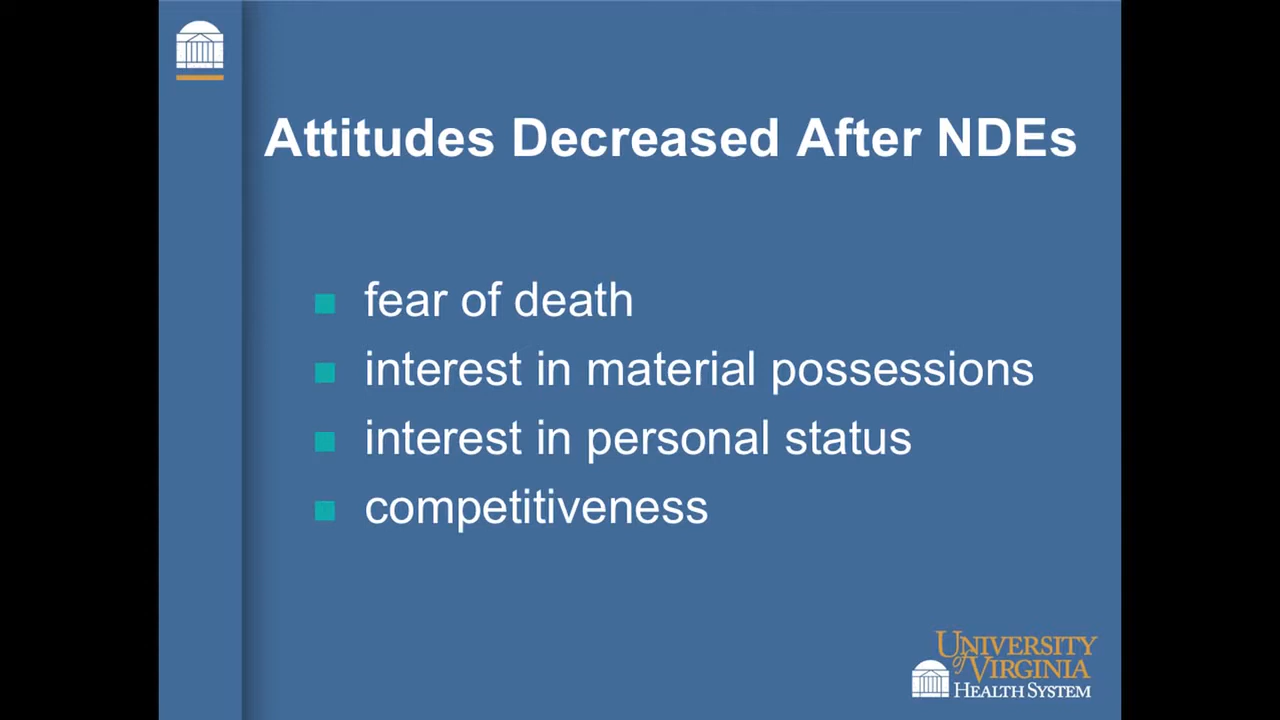 Attitudes Decreased After NDEs
fear of death
interest in material possessions
interest in personal status
competitiveness
UNIVERSITY
of VIRGINIA
HEALTH SYSTEM